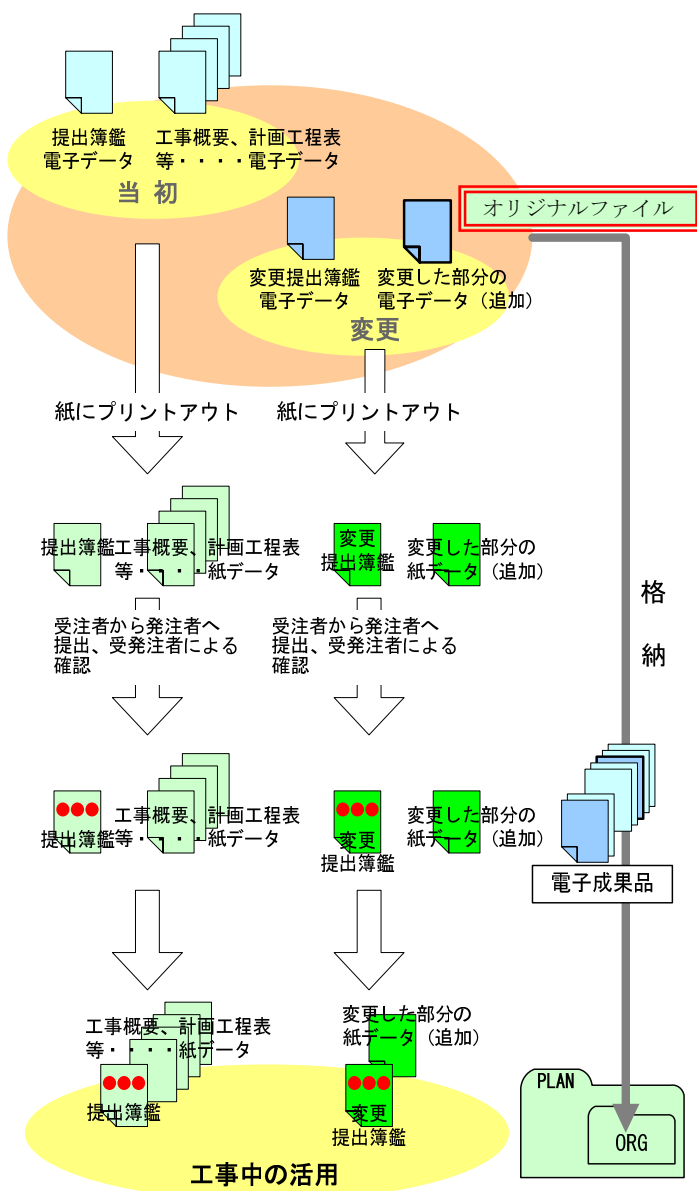 提出簿鑑
電子データ
工事概要、計画工程表
等・・・・電子データ
当 初
オリジナルファイル
変更提出簿鑑
電子データ
変更した部分の
電子データ（追加）
変更
紙にプリントアウト
紙にプリントアウト
提出簿鑑
工事概要、計画工程表
等・・・・紙データ
変更
提出簿鑑
変更した部分の
紙データ（追加）
格
納
受注者から発注者へ
提出、受発注者による
確認
受注者から発注者へ
提出、受発注者による
確認
提出簿鑑
工事概要、計画工程表
等・・・・紙データ
変更
提出簿鑑
変更した部分の
紙データ（追加）
電子成果品
工事概要、計画工程表
等・・・・紙データ
提出簿鑑
変更した部分の
紙データ（追加）
変更
提出簿鑑
工事中の活用
PLAN
ORG